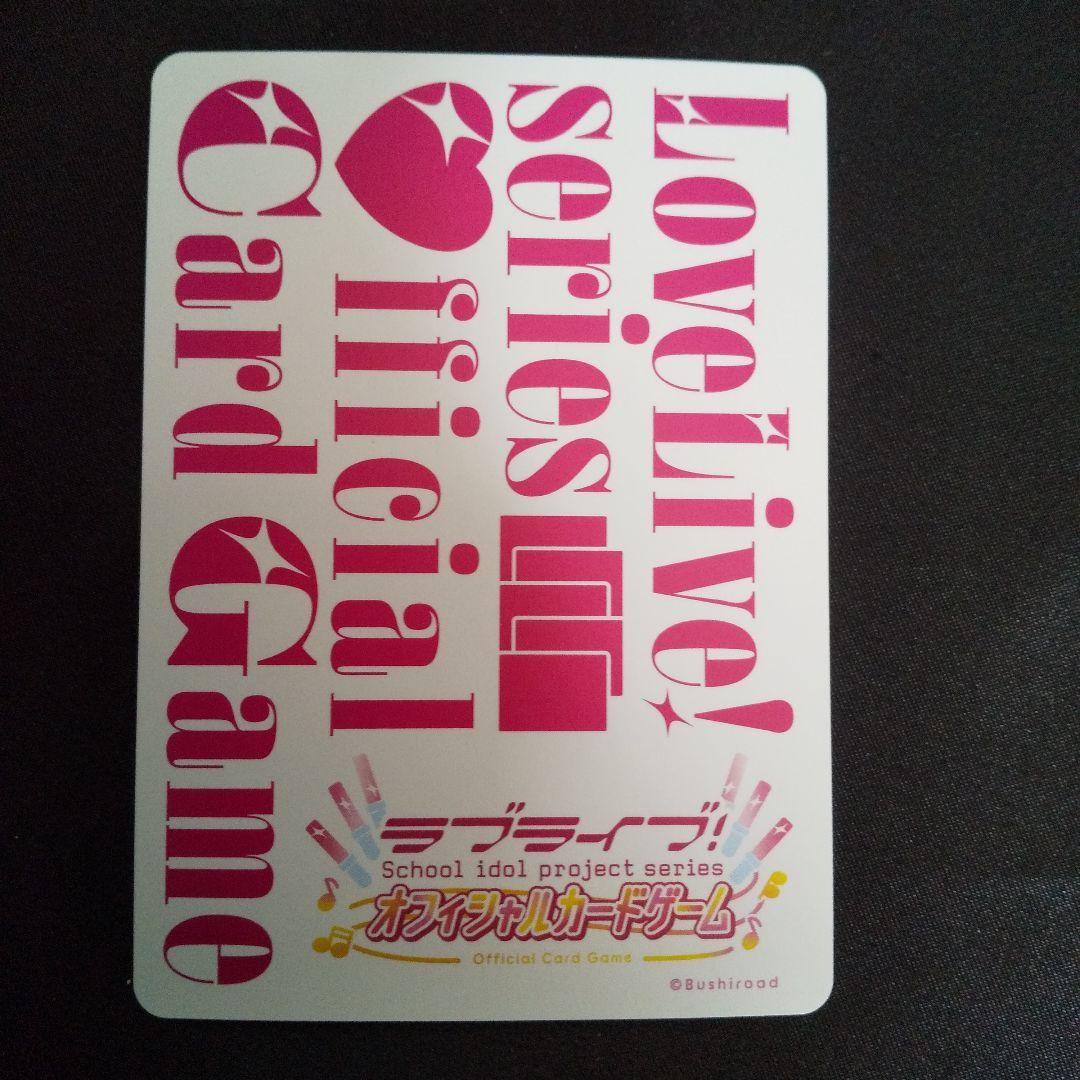 LoveLive!
series
Official
Card Game
ラブライブ!
School idol project series
オフィシャルカードゲーム
Official Card Game
©Bushiroad